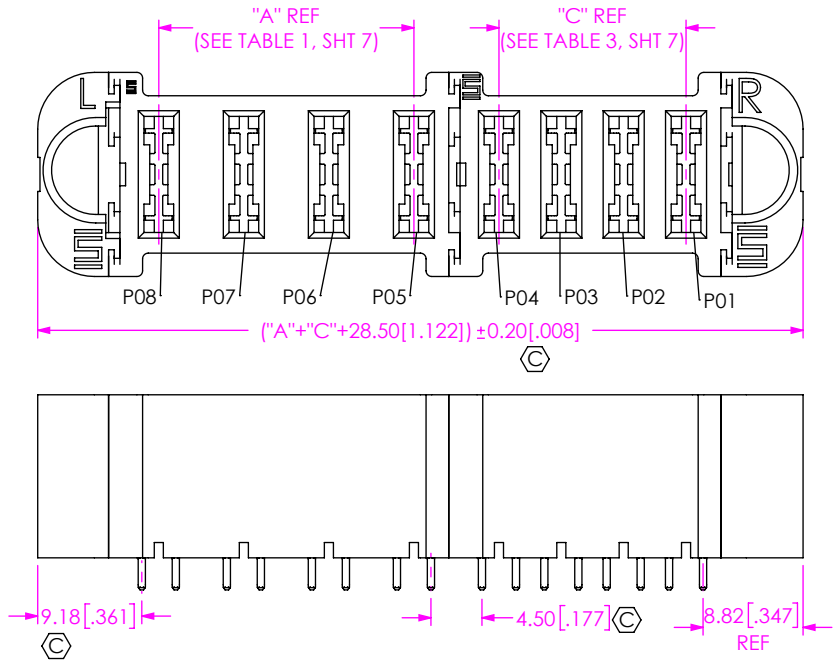 "A" REF
(SEE TABLE 1, SHT 7)
"C" REF
(SEE TABLE 3, SHT 7)
L
R
P08
P07
P06
P05
P04
P03
P02
P01
("A"+"C"+28.50[1.122]) ±0.20[.008]
C
9.18[.361]
C
4.50[.177]
C
8.82[.347]
REF